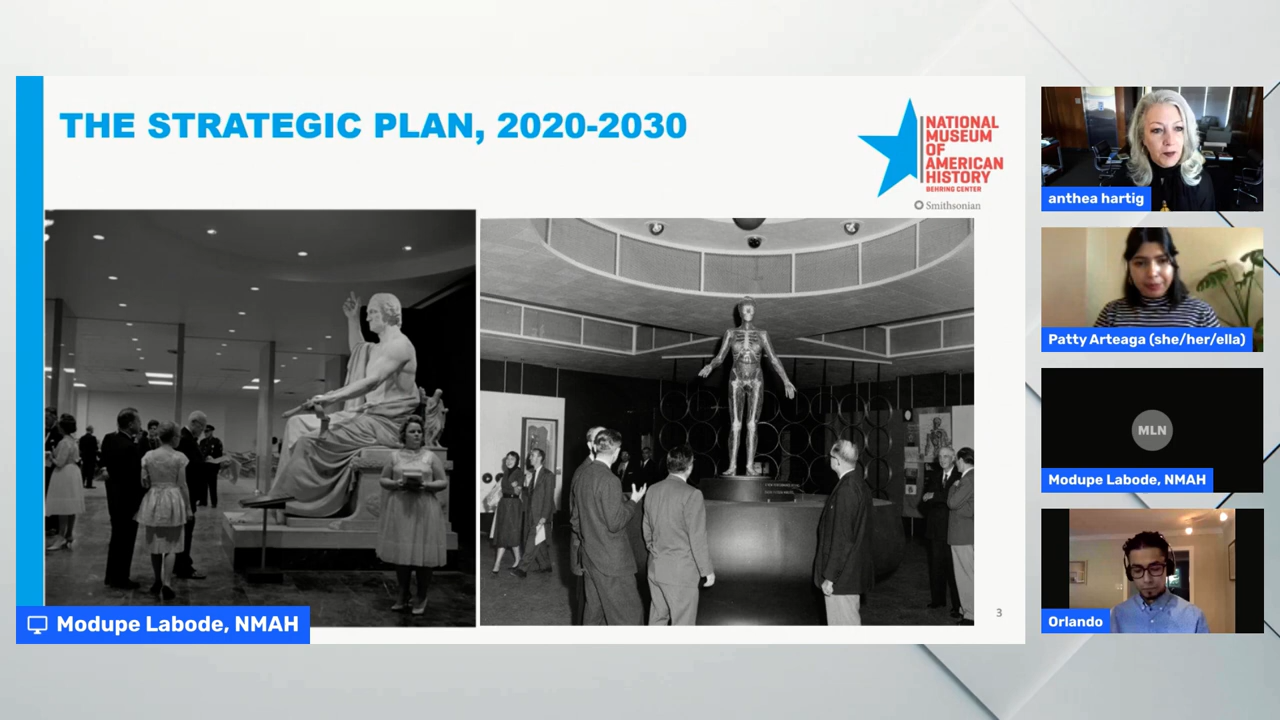 THE STRATEGIC PLAN, 2020-2030
NATIONAL
MUSEUM
OF
AMERICAN
HISTORY
BEHRING CENTER
Smithsonian
3
Modupe Labode, NMAH
anthea hartig
Patty Arteaga (she/her/ella)
MLN
Modupe Labode, NMAH
Orlando